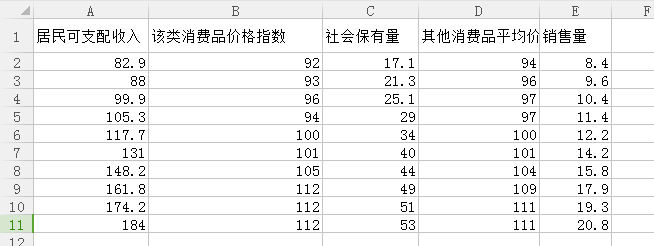 A B C D E F
1 居民可支配收入 该类消费品价格指数 社会保有量 其他消费品平均价 销售量
2 82.9 92 17.1 94 8.4
3 88 93 21.3 96 9.6
4 99.9 96 25.1 97 10.4
5 105.3 94 29 97 11.4
6 117.7 100 34 100 12.2
7 131 101 40 101 14.2
8 148.2 105 44 104 15.8
9 161.8 112 49 109 17.9
10 174.2 112 51 111 19.3
11 184 112 53 111 20.8
12